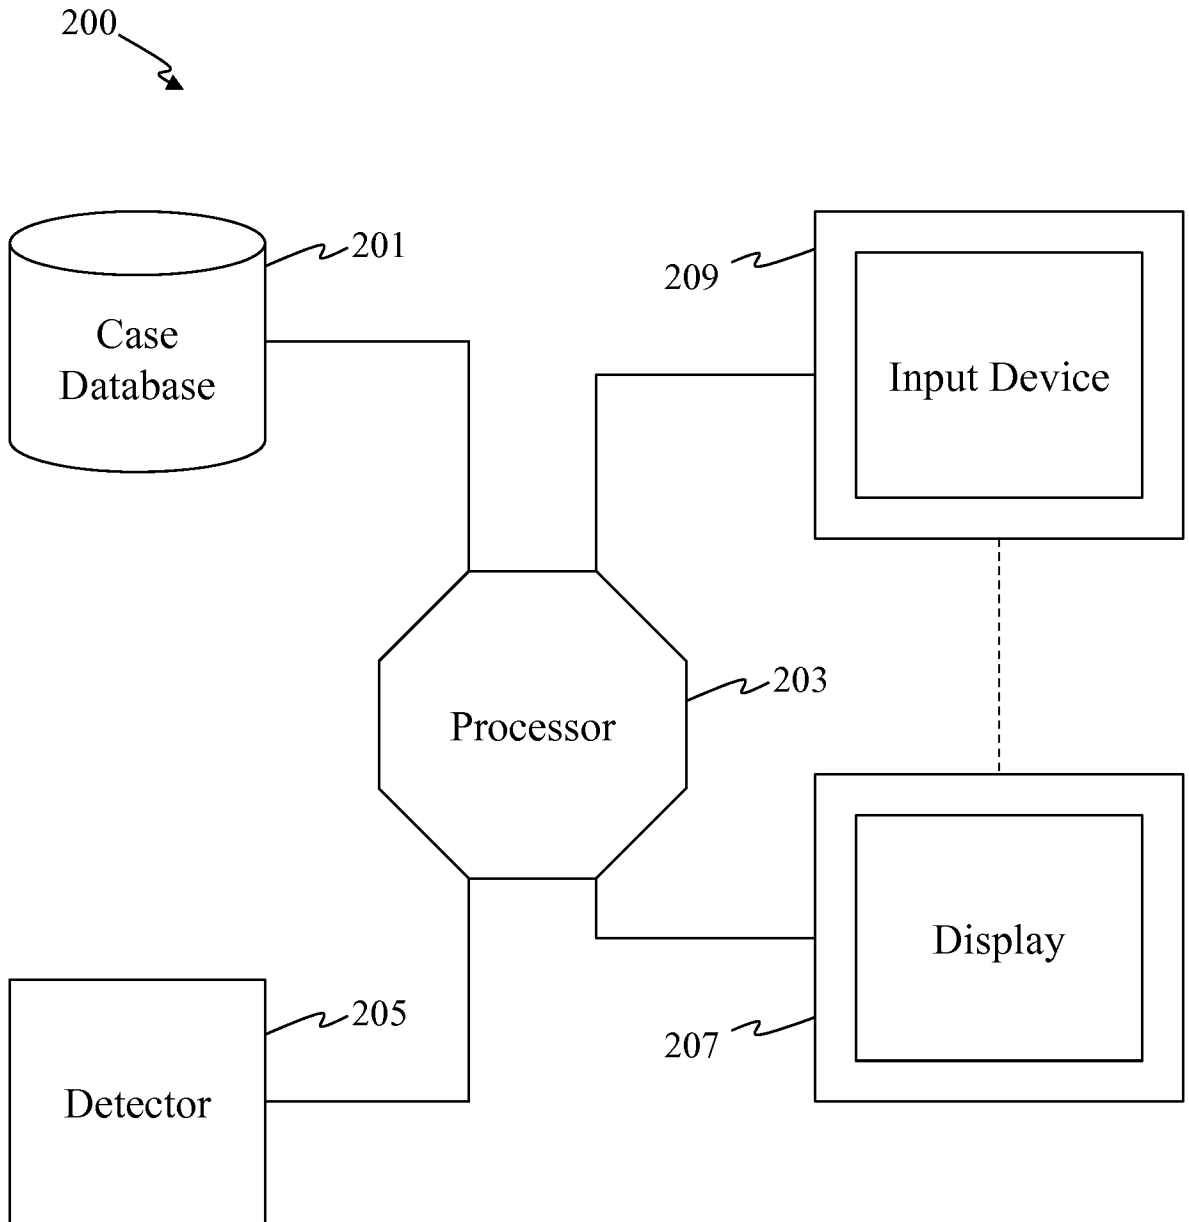 200
201
Case
Database
209
Input Device
203
Processor
Display
205
207
Detector